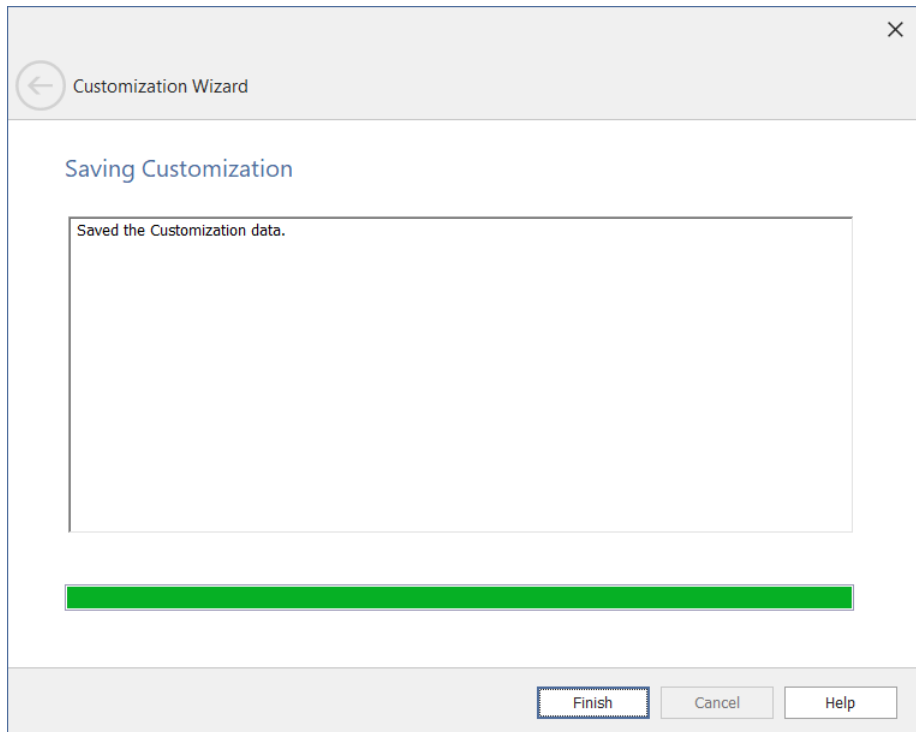 Customization Wizard
Saving Customization
Saved the Customization data.
Finish
Cancel
Help